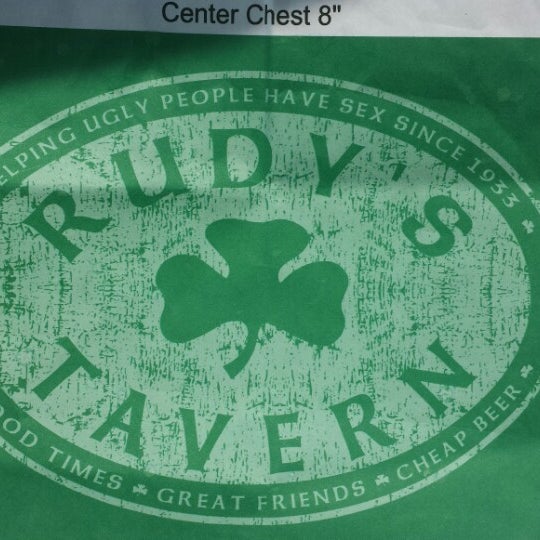 Center Chest 8"
ELPING UGLY PEOPLE HAVE SEX SINCE 1933
RUDY'S
TAVERN
OOD TIMES ☘ GREAT FRIENDS ☘ CHEAP BEER